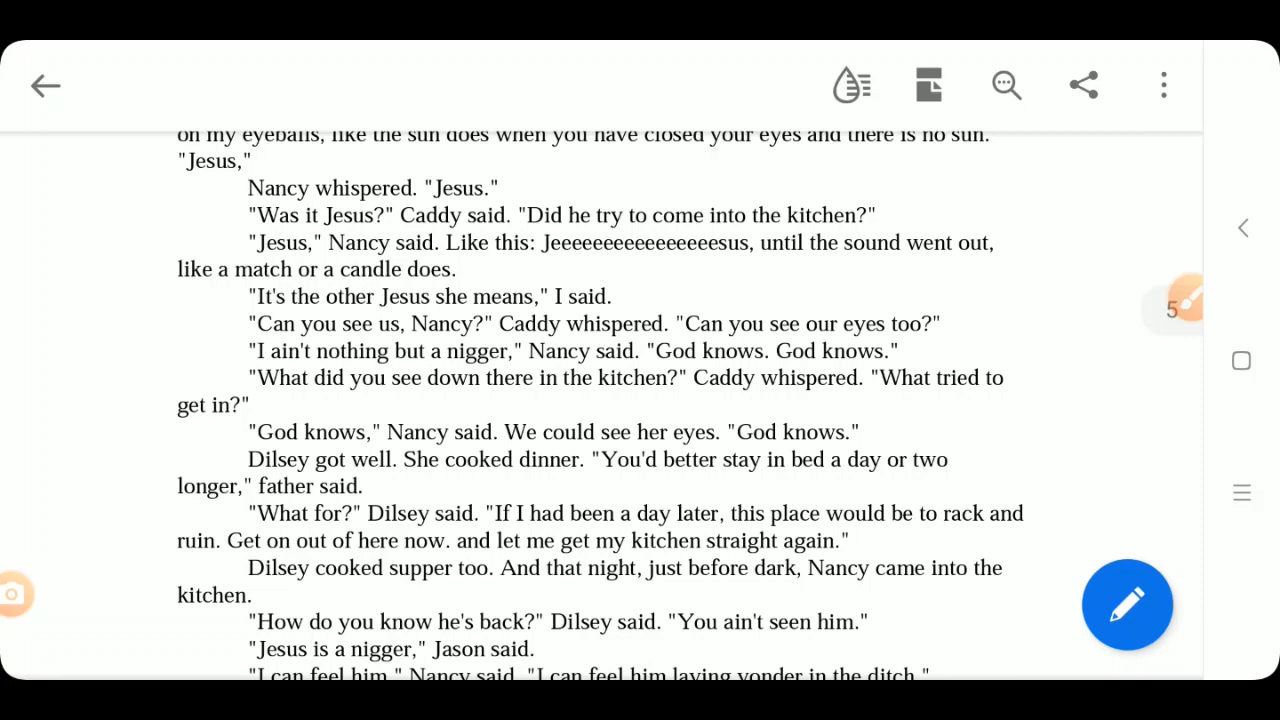 on my eyeballs, like the sun does when you have closed your eyes and there is no sun.
"Jesus,"
Nancy whispered. "Jesus."
"Was it Jesus?" Caddy said. "Did he try to come into the kitchen?"
"Jesus," Nancy said. Like this: Jeeeeeeeeeeeeeeeesus, until the sound went out,
like a match or a candle does.
"It's the other Jesus she means," I said.
"Can you see us, Nancy?" Caddy whispered. "Can you see our eyes too?"
"I ain't nothing but a nigger," Nancy said. "God knows. God knows."
"What did you see down there in the kitchen?" Caddy whispered. "What tried to
get in?"
"God knows," Nancy said. We could see her eyes. "God knows."
Dilsey got well. She cooked dinner. "You'd better stay in bed a day or two
longer," father said.
"What for?" Dilsey said. "If I had been a day later, this place would be to rack and
ruin. Get on out of here now. and let me get my kitchen straight again."
Dilsey cooked supper too. And that night, just before dark, Nancy came into the
kitchen.
"How do you know he's back?" Dilsey said. "You ain't seen him."
"Jesus is a nigger," Jason said.
"I can feel him," Nancy said. "I can feel him laying yonder in the ditch."
5